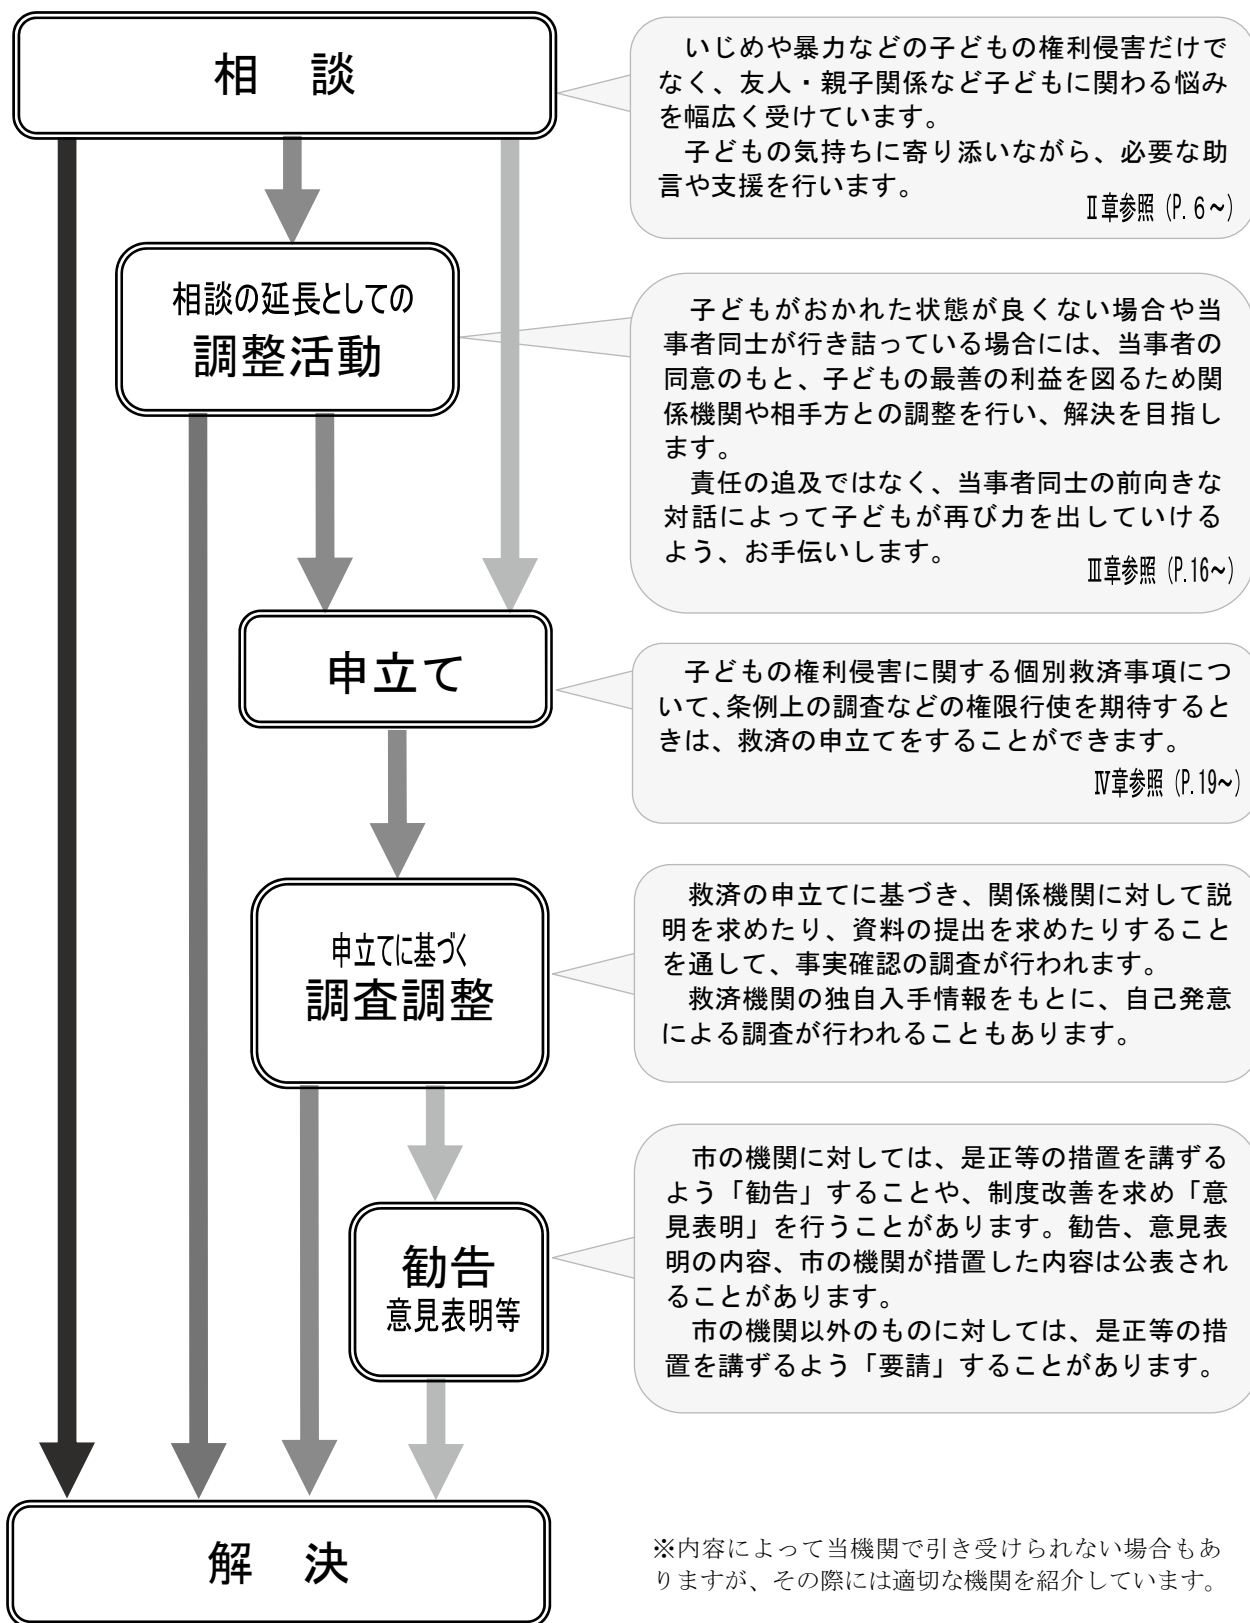 相　談
いじめや暴力などの子どもの権利侵害だけで
なく、友人・親子関係など子どもに関わる悩み
を幅広く受けています。
子どもの気持ちに寄り添いながら、必要な助
言や支援を行います。
Ⅱ章参照（P. 6～）
相談の延長としての
調整活動
子どもがおかれた状態が良くない場合や当
事者同士が行き詰っている場合には、当事者の
同意のもと、子どもの最善の利益を図るため関
係機関や相手方との調整を行い、解決を目指し
ます。
責任の追及ではなく、当事者同士の前向きな
対話によって子どもが再び力を出していける
よう、お手伝いします。
Ⅲ章参照（P.16～）
申立て
子どもの権利侵害に関する個別救済事項につ
いて、条例上の調査などの権限行使を期待すると
きは、救済の申立てをすることができます。
Ⅳ章参照（P.19～）
申立てに基づく
調査調整
救済の申立てに基づき、関係機関に対して説
明を求めたり、資料の提出を求めたりすること
を通して、事実確認の調査が行われます。
救済機関の独自入手情報をもとに、自己発意
による調査が行われることもあります。
勧告
意見表明等
市の機関に対しては、是正等の措置を講ずる
よう「勧告」することや、制度改善を求め「意
見表明」を行うことがあります。勧告、意見表
明の内容、市の機関が措置した内容は公表され
ることがあります。
市の機関以外のものに対しては、是正等の措
置を講ずるよう「要請」することがあります。
解　決
※内容によって当機関で引き受けられない場合もあ
りますが、その際には適切な機関を紹介しています。